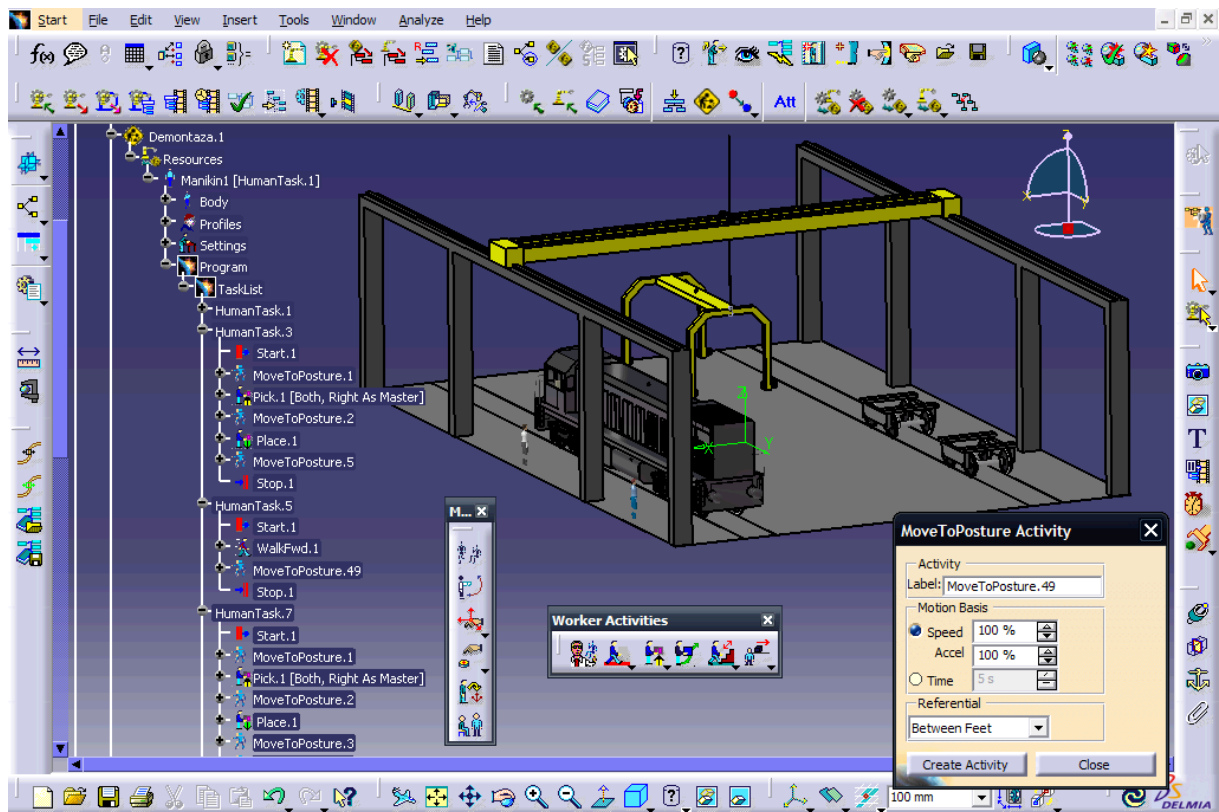 Start File Edit View Insert Tools Window Analyze Help
f(x)
Att
Demontaza.1
Resources
Manikin1 [HumanTask.1]
Body
Profiles
Settings
Program
TaskList
HumanTask.1
HumanTask.3
Start.1
MoveToPosture.1
Pick.1 [Both, Right As Master]
MoveToPosture.2
Place.1
MoveToPosture.5
Stop.1
HumanTask.5
Start.1
WalkFwd.1
MoveToPosture.49
Stop.1
HumanTask.7
Start.1
MoveToPosture.1
Pick.1 [Both, Right As Master]
MoveToPosture.2
Place.1
MoveToPosture.3
z
x
y
Z
X
Y
T
M...
Worker Activities
MoveToPosture Activity
Activity
Label: MoveToPosture.49
Motion Basis
Speed 100 %
Accel 100 %
Time 5 s
Referential
Between Feet
Create Activity Close
100 mm
DELMIA